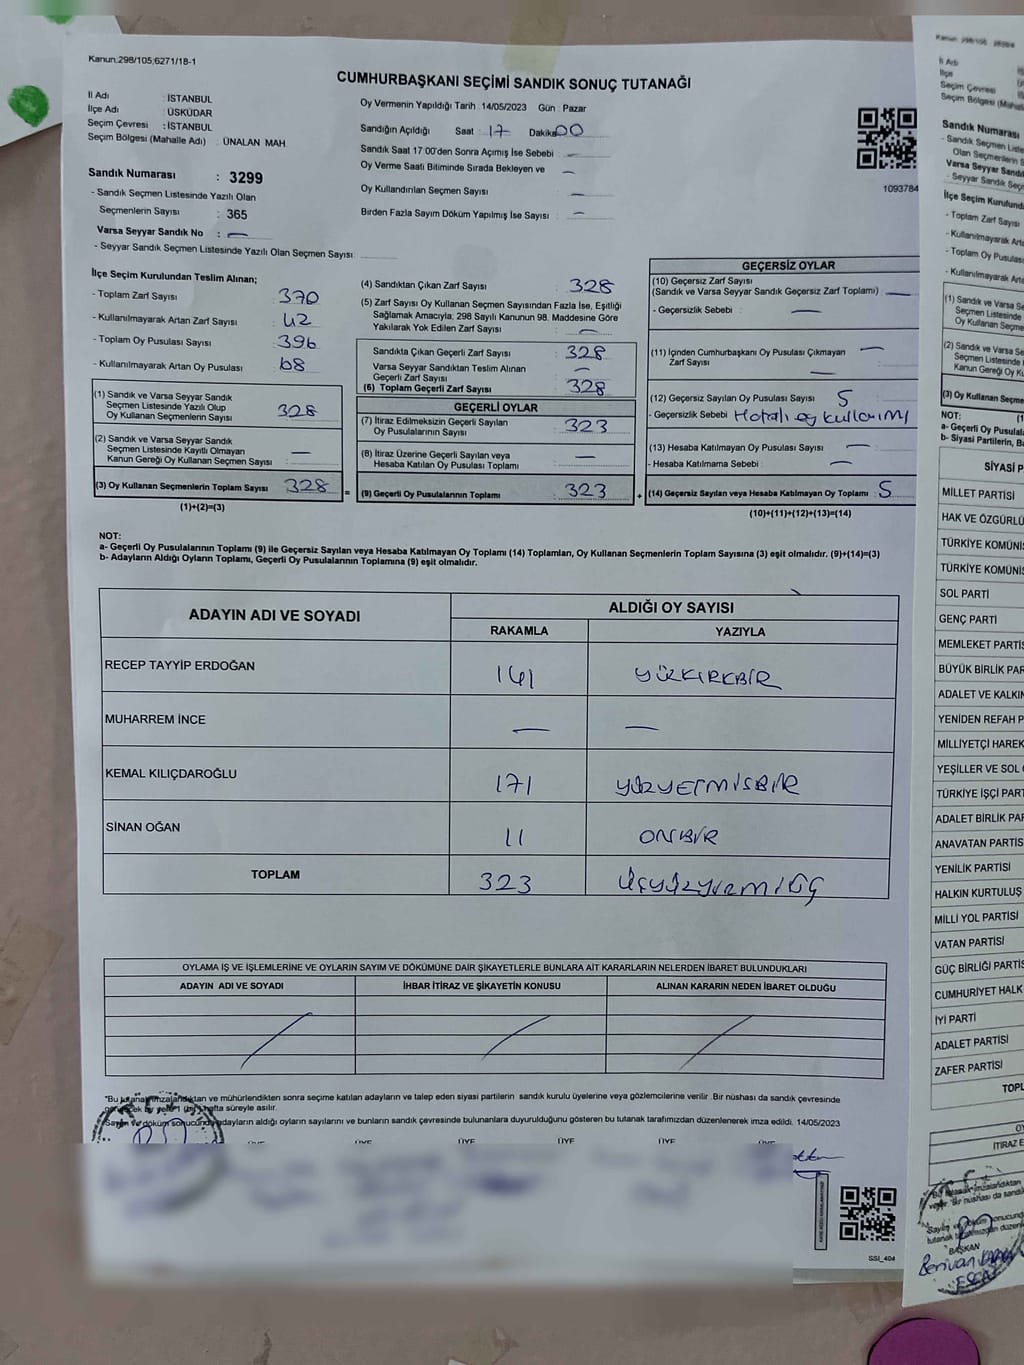 Kanun:298/105;6271/18-1
CUMHURBAŞKANI SEÇİMİ SANDIK SONUÇ TUTANAĞI
İl Adı : İSTANBUL
İlçe Adı : ÜSKÜDAR
Seçim Çevresi : İSTANBUL
Seçim Bölgesi (Mahalle Adı) : ÜNALAN MAH
Sandık Numarası : 3299
- Sandık Seçmen Listesinde Yazılı Olan
Seçmenlerin Sayısı : 365
Varsa Seyyar Sandık No : —
- Seyyar Sandık Seçmen Listesinde Yazılı Olan Seçmen Sayısı :
Oy Vermenin Yapıldığı Tarih : 14/05/2023 Gün : Pazar
Sandığın Açıldığı Saat : 17 Dakika 00
Sandık Saat 17:00'den Sonra Açımış İse Sebebi : —
Oy Verme Saati Bitiminde Sırada Bekleyen ve —
Oy Kullandırılan Seçmen Sayısı : —
Birden Fazla Sayım Döküm Yapılmış İse Sayısı : —
1093784
İlçe Seçim Kurulundan Teslim Alınan;
- Toplam Zarf Sayısı : 370
- Kullanılmayarak Artan Zarf Sayısı : 42
- Toplam Oy Pusulası Sayısı : 396
- Kullanılmayarak Artan Oy Pusulası : 68
(1) Sandık ve Varsa Seyyar Sandık
Seçmen Listesinde Yazılı Olup
Oy Kullanan Seçmenlerin Sayısı : 328
(2) Sandık ve Varsa Seyyar Sandık
Seçmen Listesinde Kayıtlı Olmayan
Kanun Gereği Oy Kullanan Seçmen Sayısı : —
(3) Oy Kullanan Seçmenlerin Toplam Sayısı : 328 =
(1)+(2)=(3)
(4) Sandıktan Çıkan Zarf Sayısı : 328
(5) Zarf Sayısı Oy Kullanan Seçmen Sayısından Fazla İse, Eşitliği
Sağlamak Amacıyla; 298 Sayılı Kanunun 98. Maddesine Göre
Yakılarak Yok Edilen Zarf Sayısı : —
Sandıkta Çıkan Geçerli Zarf Sayısı : 328
Varsa Seyyar Sandıktan Teslim Alınan —
Geçerli Zarf Sayısı :
(6) Toplam Geçerli Zarf Sayısı : 328
GEÇERLİ OYLAR
(7) İtiraz Edilmeksizin Geçerli Sayılan
Oy Pusulalarının Sayısı : 323
(8) İtiraz Üzerine Geçerli Sayılan veya
Hesaba Katılan Oy Pusulası Toplamı : —
(9) Geçerli Oy Pusulalarının Toplamı : 323 +
GEÇERSİZ OYLAR
(10) Geçersiz Zarf Sayısı
(Sandık ve Varsa Seyyar Sandık Geçersiz Zarf Toplamı) : —
- Geçersizlik Sebebi : —
(11) İçinden Cumhurbaşkanı Oy Pusulası Çıkmayan —
Zarf Sayısı : —
(12) Geçersiz Sayılan Oy Pusulası Sayısı : 5
- Geçersizlik Sebebi : Hatalı oy kullanımı
(13) Hesaba Katılmayan Oy Pusulası Sayısı : —
- Hesaba Katılmama Sebebi : —
(14) Geçersiz Sayılan veya Hesaba Katılmayan Oy Toplamı : 5
(10)+(11)+(12)+(13)=(14)
NOT:
a- Geçerli Oy Pusulalarının Toplamı (9) ile Geçersiz Sayılan veya Hesaba Katılmayan Oy Toplamı (14) Toplamları, Oy Kullanan Seçmenlerin Toplam Sayısına (3) eşit olmalıdır. (9)+(14)=(3)
b- Adayların Aldığı Oyların Toplamı, Geçerli Oy Pusulalarının Toplamına (9) eşit olmalıdır.
ADAYIN ADI VE SOYADI
ALDIĞI OY SAYISI
RAKAMLA YAZIYLA
RECEP TAYYİP ERDOĞAN 141 YÜZKIRKBİR
MUHARREM İNCE — —
KEMAL KILIÇDAROĞLU 171 YÜZYETMİSBİR
SİNAN OĞAN 11 ONBİR
TOPLAM 323 üçyüzyirmiüç
OYLAMA İŞ VE İŞLEMLERİNE VE OYLARIN SAYIM VE DÖKÜMÜNE DAİR ŞİKAYETLERLE BUNLARA AİT KARARLARIN NELERDEN İBARET BULUNDUKLARI
ADAYIN ADI VE SOYADI İHBAR İTİRAZ VE ŞİKAYETİN KONUSU ALINAN KARARIN NEDEN İBARET OLDUĞU
*Bu tutanak imzalandıktan ve mühürlendikten sonra seçime katılan adayların ve talep eden siyasi partilerin sandık kurulu üyelerine veya gözlemcilerine verilir. Bir nüshası da sandık çevresinde
hafta süreyle asılır.
Sayım ve döküm sonucunda adayların aldığı oyların sayılarını ve bunların sandık çevresinde bulunanlara duyurulduğunu gösteren bu tutanak tarafımızdan düzenlenerek imza edildi. 14/05/2023
ÜYE ÜYE ÜYE ÜYE ÜYE ÜYE
SSI_404
İl Adı
İlçe
Seçim Çevresi
Seçim Bölgesi (Mahal
Sandık Numarası
- Sandık Seçmen Liste
Olan Seçmenlerin Sayıs
Varsa Seyyar Sandık
- Seyyar Sandık Seç
İlçe Seçim Kurulund
- Toplam Zarf Sayısı
- Kullanılmayarak Arta
- Toplam Oy Pusulas
- Kullanılmayarak Arta
(1) Sandık ve Varsa Se
Seçmen Listesinde
Oy Kullanan Seçme
(2) Sandık ve Varsa Se
Seçmen Listesinde K
Kanun Gereği Oy Ku
(3) Oy Kullanan Seçme
NOT:
a- Geçerli Oy Pusulala
b- Siyasi Partilerin, B
SİYASİ P
MİLLET PARTİSİ
HAK VE ÖZGÜRLÜ
TÜRKİYE KOMÜNİS
TÜRKİYE KOMÜNİS
SOL PARTİ
GENÇ PARTİ
MEMLEKET PARTİS
BÜYÜK BİRLİK PAR
ADALET VE KALKIN
YENİDEN REFAH P
MİLLİYETÇİ HAREK
YEŞİLLER VE SOL
TÜRKİYE İŞÇİ PART
ADALET BİRLİK PAR
ANAVATAN PARTİS
YENİLİK PARTİSİ
HALKIN KURTULUŞ
MİLLİ YOL PARTİSİ
VATAN PARTİSİ
GÜÇ BİRLİĞİ PARTİS
CUMHURİYET HALK
İYİ PARTİ
ADALET PARTİSİ
ZAFER PARTİSİ
TOPL
OY
İTİRAZ E
BAŞKAN
Berivan